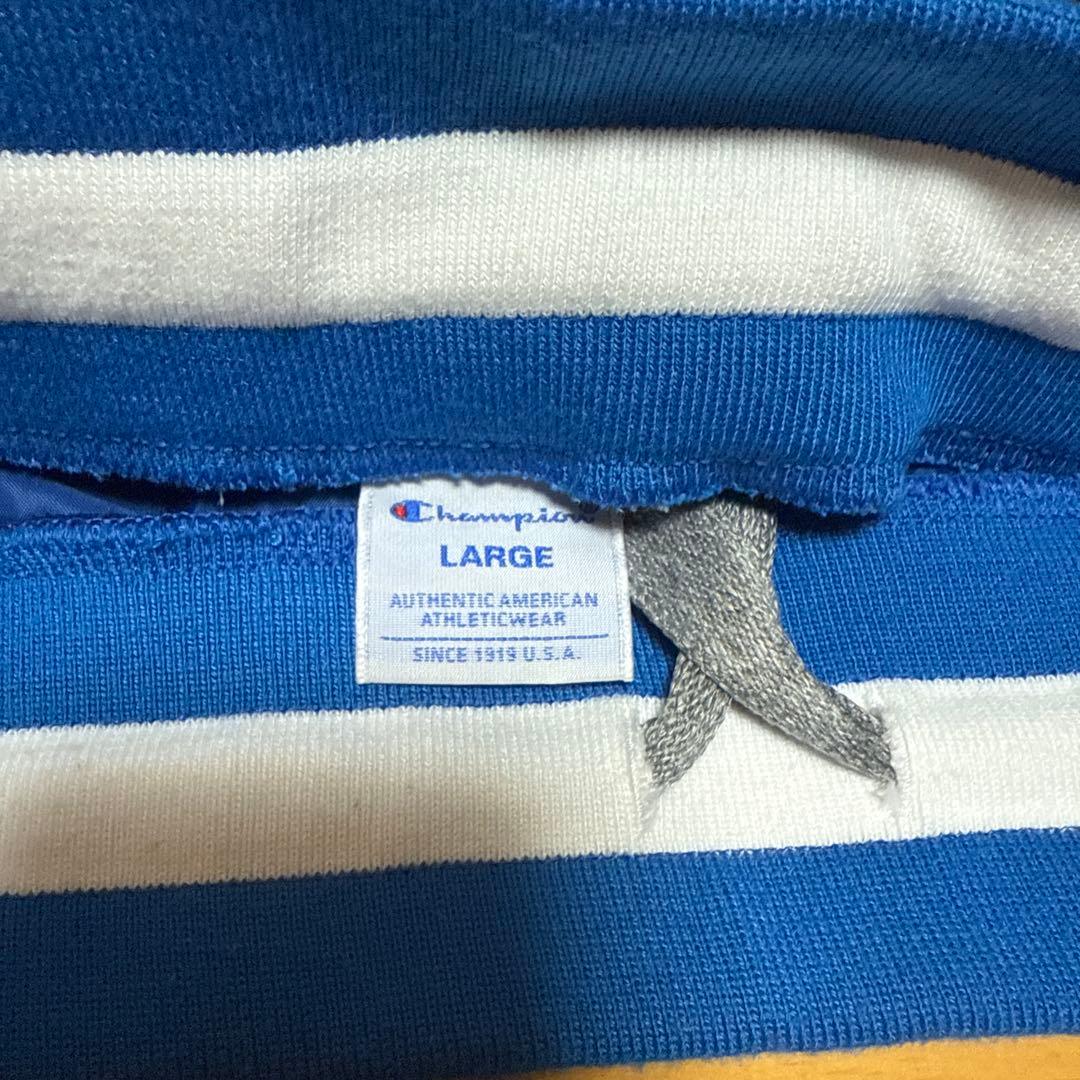 Champion
LARGE
AUTHENTIC AMERICAN
ATHLETICWEAR
SINCE 1919 U.S.A.